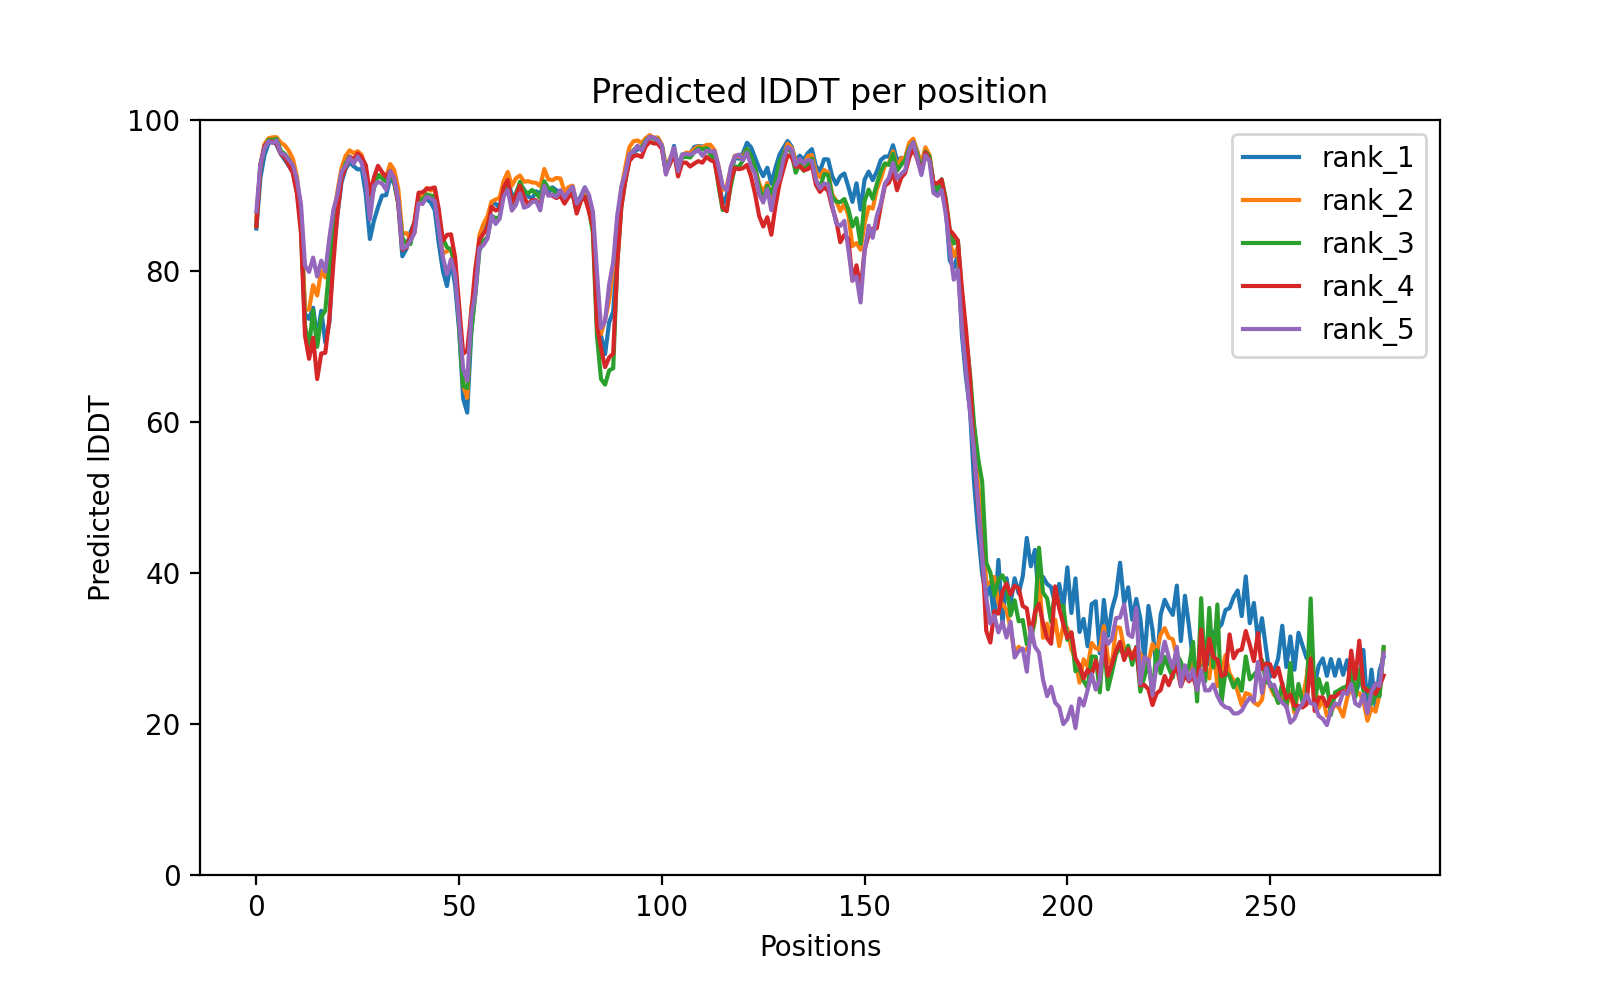 Predicted lDDT per position
100
80
60
40
20
0
Predicted lDDT
0 50 100 150 200 250
Positions
rank_1
rank_2
rank_3
rank_4
rank_5